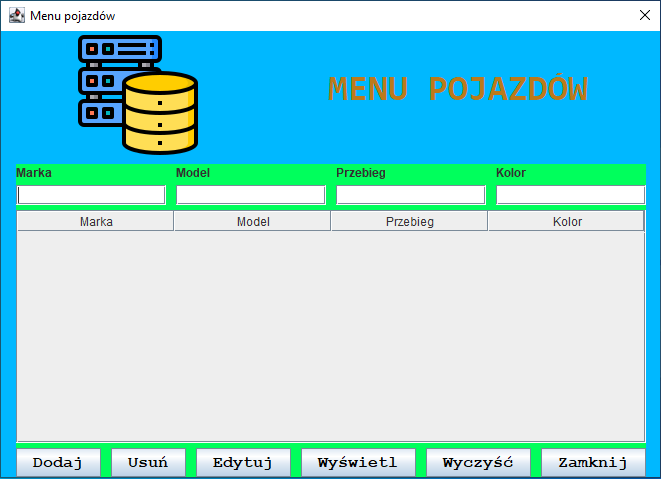 Menu pojazdów
MENU POJAZDÓW
Marka Model Przebieg Kolor
Marka Model Przebieg Kolor
Dodaj Usuń Edytuj Wyświetl Wyczyść Zamknij